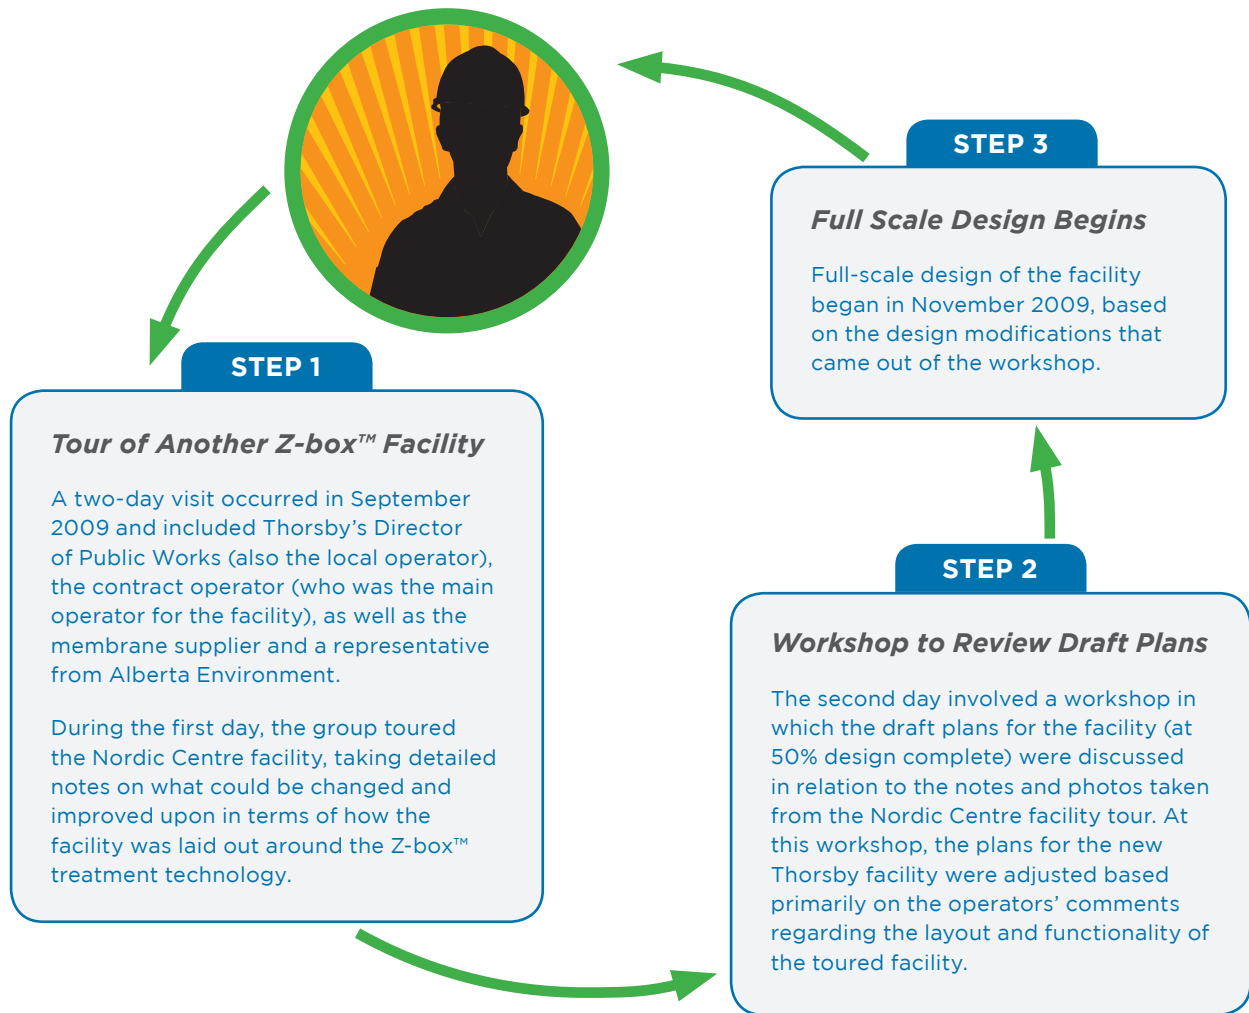 STEP 1
Tour of Another Z-box™ Facility
A two-day visit occurred in September
2009 and included Thorsby’s Director
of Public Works (also the local operator),
the contract operator (who was the main
operator for the facility), as well as the
membrane supplier and a representative
from Alberta Environment.
During the first day, the group toured
the Nordic Centre facility, taking detailed
notes on what could be changed and
improved upon in terms of how the
facility was laid out around the Z-box™
treatment technology.
STEP 2
Workshop to Review Draft Plans
The second day involved a workshop in
which the draft plans for the facility (at
50% design complete) were discussed
in relation to the notes and photos taken
from the Nordic Centre facility tour. At
this workshop, the plans for the new
Thorsby facility were adjusted based
primarily on the operators’ comments
regarding the layout and functionality of
the toured facility.
STEP 3
Full Scale Design Begins
Full-scale design of the facility
began in November 2009, based
on the design modifications that
came out of the workshop.